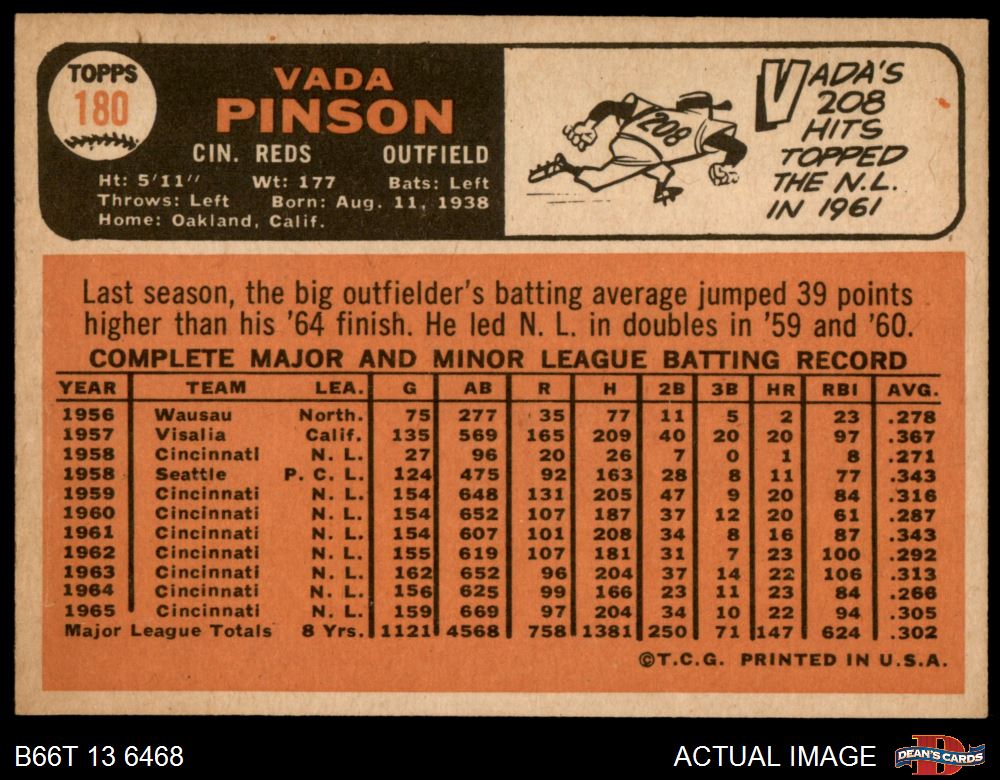 TOPPS
180
VADA
PINSON
CIN. REDS OUTFIELD
Ht: 5'11" Wt: 177 Bats: Left
Throws: Left Born: Aug. 11, 1938
Home: Oakland, Calif.
208
VADA'S
208
HITS
TOPPED
THE N.L.
IN 1961
Last season, the big outfielder's batting average jumped 39 points
higher than his '64 finish. He led N. L. in doubles in '59 and '60.
COMPLETE MAJOR AND MINOR LEAGUE BATTING RECORD
YEAR TEAM LEA. G AB R H 2B 3B HR RBI AVG.
1956 Wausau North. 75 277 35 77 11 5 2 23 .278
1957 Visalia Calif. 135 569 165 209 40 20 20 97 .367
1958 Cincinnati N. L. 27 96 20 26 7 0 1 8 .271
1958 Seattle P. C. L. 124 475 92 163 28 8 11 77 .343
1959 Cincinnati N. L. 154 648 131 205 47 9 20 84 .316
1960 Cincinnati N. L. 154 652 107 187 37 12 20 61 .287
1961 Cincinnati N. L. 154 607 101 208 34 8 16 87 .343
1962 Cincinnati N. L. 155 619 107 181 31 7 23 100 .292
1963 Cincinnati N. L. 162 652 96 204 37 14 22 106 .313
1964 Cincinnati N. L. 156 625 99 166 23 11 23 84 .266
1965 Cincinnati N. L. 159 669 97 204 34 10 22 94 .305
Major League Totals 8 Yrs. 1121 4568 758 1381 250 71 147 624 .302
©T.C.G. PRINTED IN U.S.A.
B66T 13 6468 ACTUAL IMAGE DEAN'S CARDS